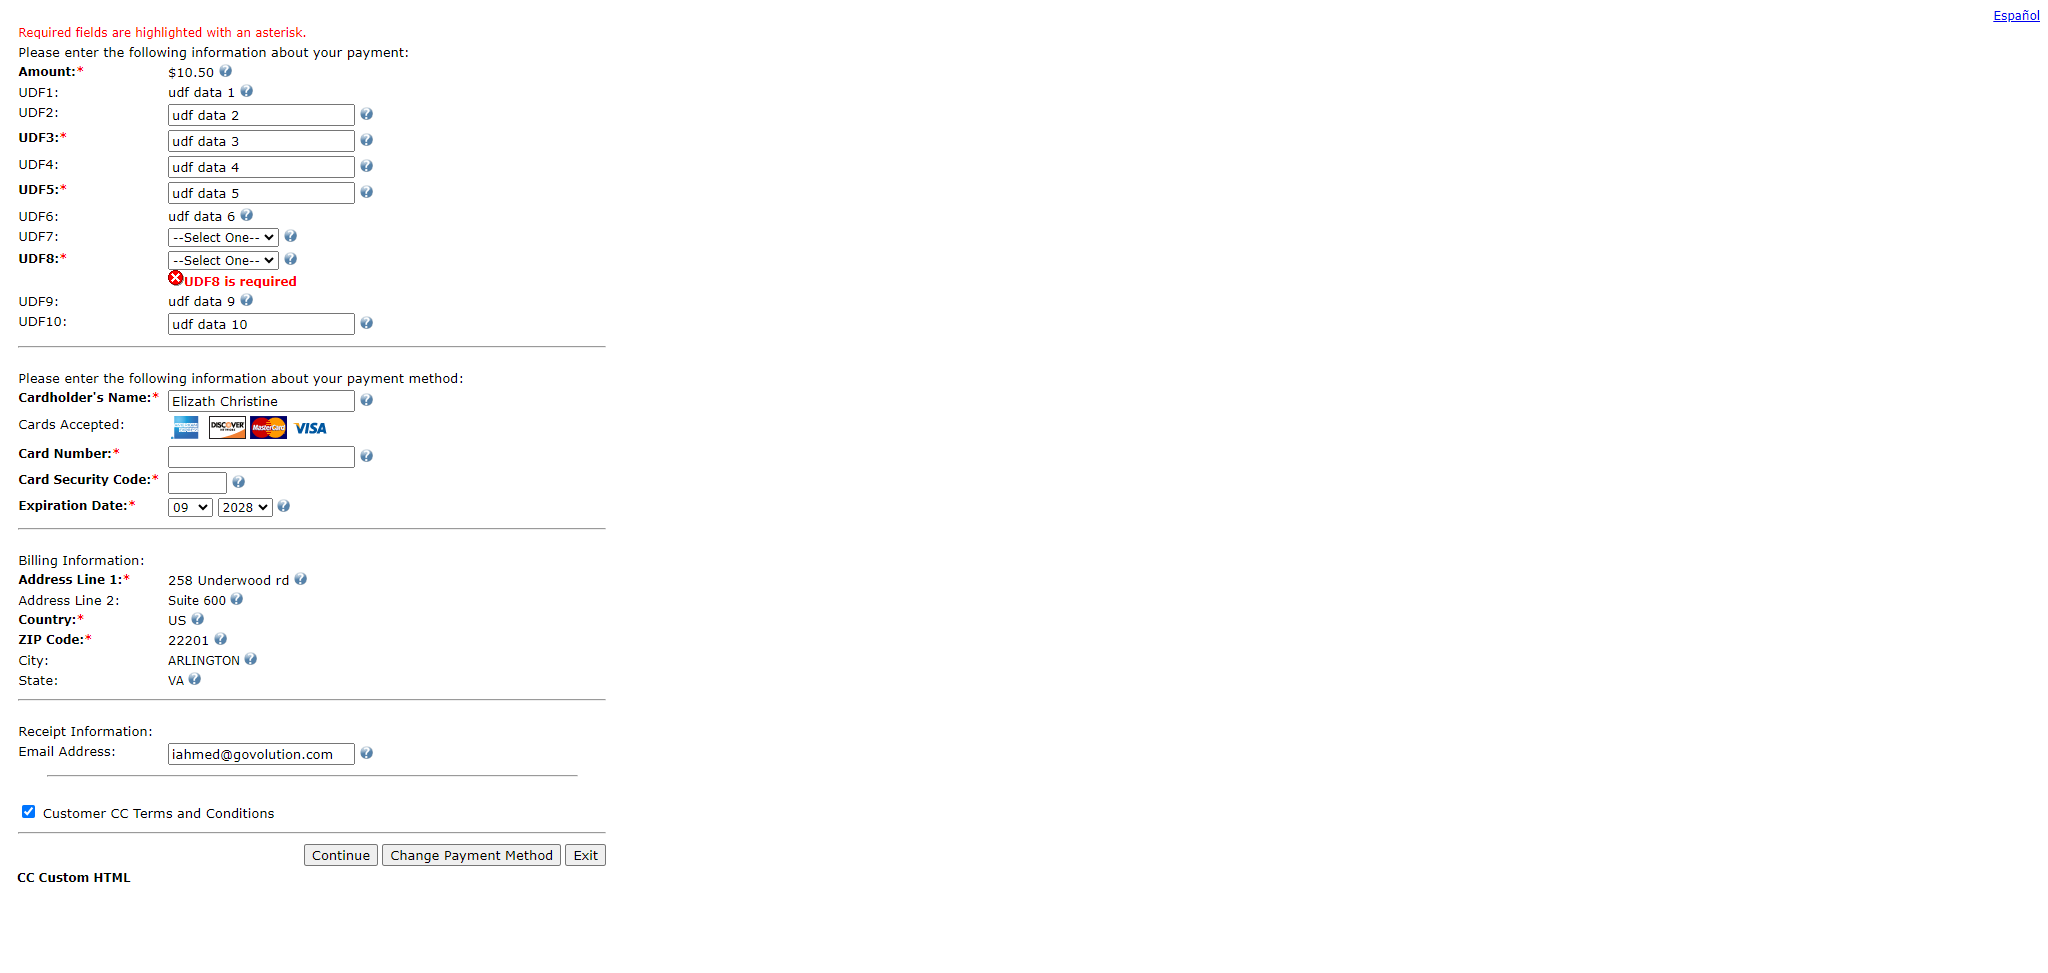 Español
Required fields are highlighted with an asterisk.
Please enter the following information about your payment:
Amount:* $10.50 ?
UDF1: udf data 1 ?
UDF2: udf data 2 ?
UDF3:* udf data 3 ?
UDF4: udf data 4 ?
UDF5:* udf data 5 ?
UDF6: udf data 6 ?
UDF7: --Select One-- ?
UDF8:* --Select One-- ?
UDF8 is required
UDF9: udf data 9 ?
UDF10: udf data 10 ?
Please enter the following information about your payment method:
Cardholder's Name:* Elizath Christine ?
Cards Accepted: DISCOVER MasterCard VISA
Card Number:* ?
Card Security Code:* ?
Expiration Date:* 09 2028 ?
Billing Information:
Address Line 1:* 258 Underwood rd ?
Address Line 2: Suite 600 ?
Country:* US ?
ZIP Code:* 22201 ?
City: ARLINGTON ?
State: VA ?
Receipt Information:
Email Address: iahmed@govolution.com ?
Customer CC Terms and Conditions
Continue Change Payment Method Exit
CC Custom HTML